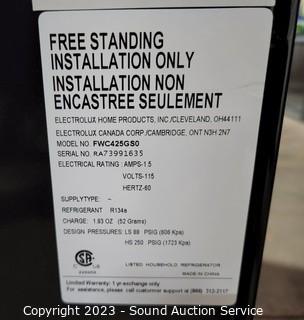 FREE STANDING
INSTALLATION ONLY
INSTALLATION NON
ENCASTREE SEULEMENT
ELECTROLUX HOME PRODUCTS, INC./CLEVELAND, OH44111
ELECTROLUX CANADA CORP./CAMBRIDGE, ONT N3H 2N7
MODEL NO. FWC425GS0
SERIAL NO. RA73991635
ELECTRICAL RATING : AMPS-1.5
VOLTS-115
HERTZ-60
SUPPLYTYPE : ~
REFRIGERANT R134a
CHARGE: 1.83 OZ (52 Grams)
DESIGN PRESSURES: LS 88 PSIG (606 Kpa)
HS 250 PSIG (1723 Kpa)
LISTED HOUSEHOLD REFRIGERATOR
MADE IN CHINA
Limited Warranty: 1 yr exchange only
For assistance, please call customer support at
Copyright 2023 - Sound Auction Service